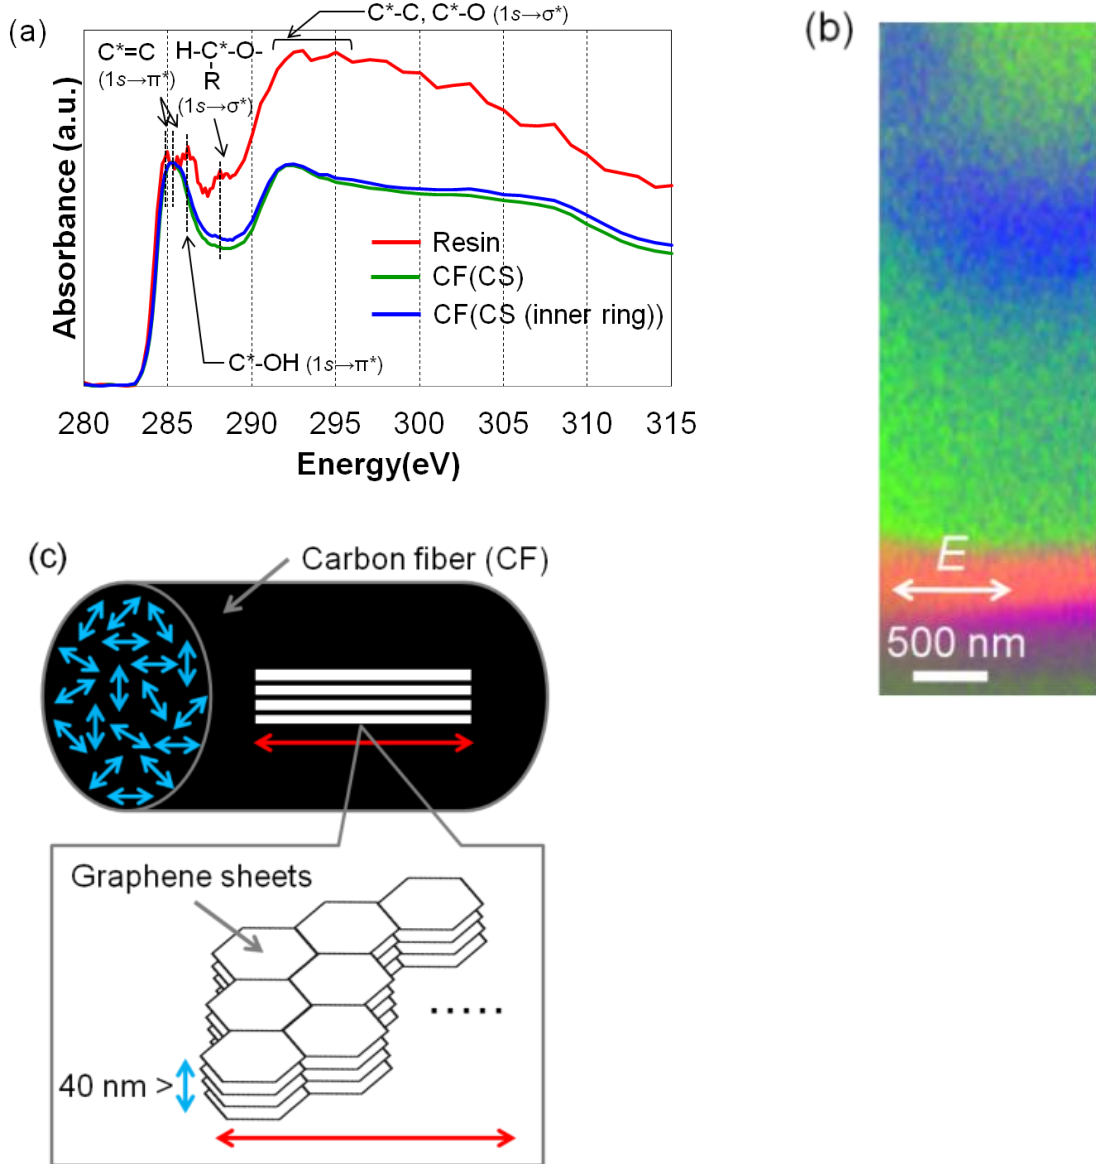 (a)
C*-C, C*-O (1s→σ*)
C*=C
(1s→π*)
H-C*-O-
R
(1s→σ*)
Absorbance (a.u.)
Resin
CF(CS)
CF(CS (inner ring))
C*-OH (1s→π*)
280 285 290 295 300 305 310 315
Energy(eV)
(b)
E
500 nm
(c)
Carbon fiber (CF)
Graphene sheets
.....
40 nm >